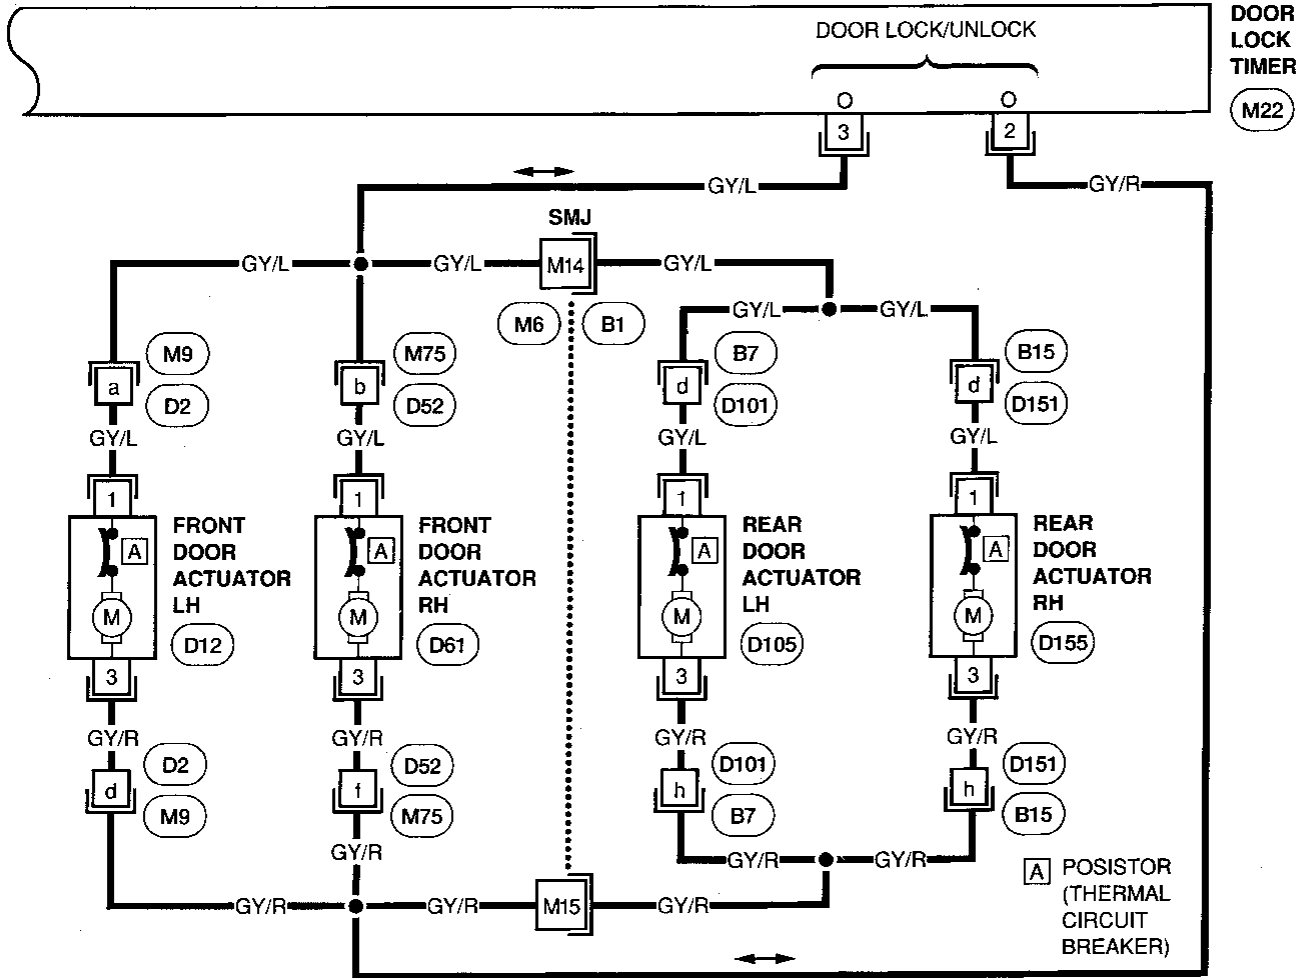 DOOR LOCK/UNLOCK
DOOR
LOCK
TIMER
M22
3
2
GY/L
GY/R
SMJ
GY/L
GY/L
M14
GY/L
M6
B1
GY/L
GY/L
M9
M75
B7
B15
a
b
d
d
D2
D52
D101
D151
GY/L
GY/L
GY/L
GY/L
1
1
1
1
A
A
A
A
M
M
M
M
FRONT
DOOR
ACTUATOR
LH
D12
FRONT
DOOR
ACTUATOR
RH
D61
REAR
DOOR
ACTUATOR
LH
D105
REAR
DOOR
ACTUATOR
RH
D155
3
3
3
3
GY/R
GY/R
GY/R
GY/R
D2
D52
D101
D151
d
f
h
h
M9
M75
B7
B15
GY/R
GY/R
GY/R
GY/R
GY/R
M15
GY/R
A POSISTOR
(THERMAL
CIRCUIT
BREAKER)